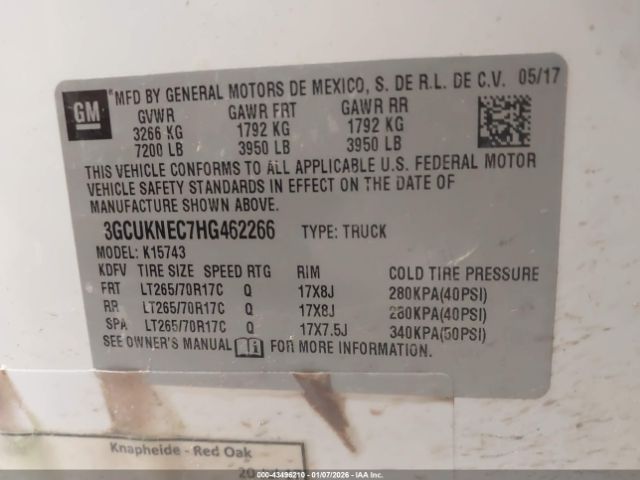 GM
*MFD BY GENERAL MOTORS DE MEXICO, S. DE R.L. DE C.V. 05/17
GVWR GAWR FRT GAWR RR
3266 KG 1792 KG 1792 KG
7200 LB 3950 LB 3950 LB
THIS VEHICLE CONFORMS TO ALL APPLICABLE U.S. FEDERAL MOTOR
VEHICLE SAFETY STANDARDS IN EFFECT ON THE DATE OF
MANUFACTURE SHOWN ABOVE.
3GCUKNEC7HG462266 TYPE: TRUCK
MODEL: K15743
KDFV TIRE SIZE SPEED RTG RIM COLD TIRE PRESSURE
FRT LT265/70R17C Q 17X8J 280KPA(40PSI)
RR LT265/70R17C Q 17X8J 280KPA(40PSI)
SPA LT265/70R17C Q 17X7.5J 340KPA(50PSI)
SEE OWNER'S MANUAL FOR MORE INFORMATION.
Knapheide - Red Oak
20
000-43496210 - 01/07/2026 - IAAI.COM